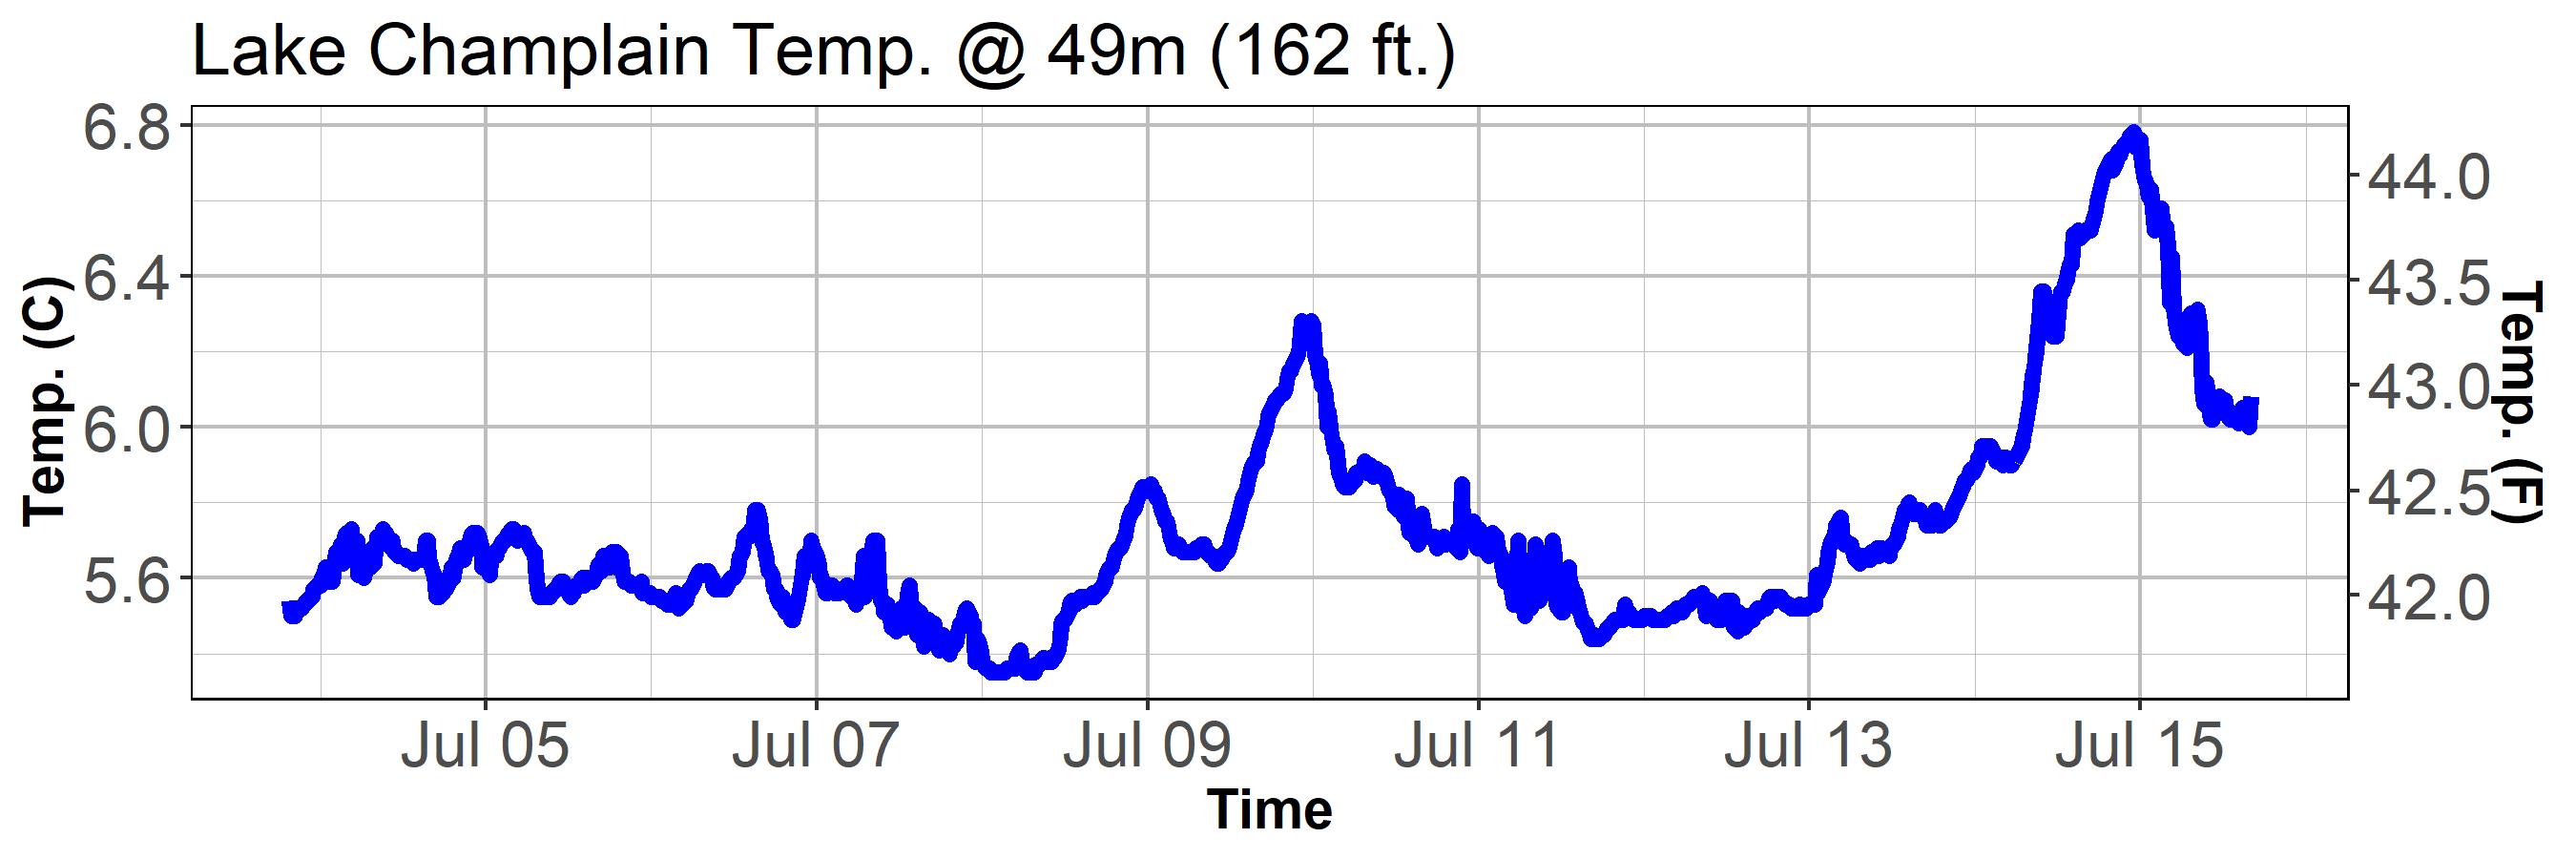 Lake Champlain Temp. @ 49m (162 ft.)
6.8
6.4
6.0
5.6
Temp. (C)
44.0
43.5
43.0
42.5
42.0
Temp. (F)
Jul 05 Jul 07 Jul 09 Jul 11 Jul 13 Jul 15
Time